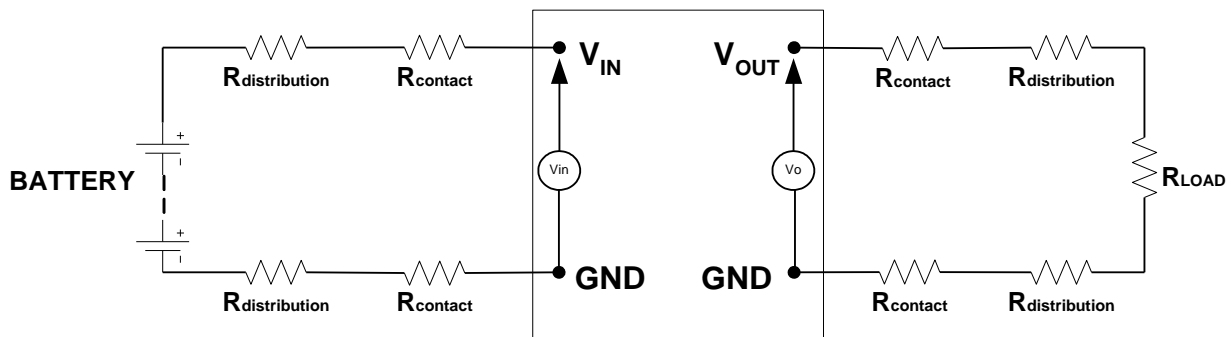 VIN VOUT
Rdistribution Rcontact Rcontact Rdistribution
+
-
BATTERY Vin Vo RLOAD
+
-
GND GND
Rdistribution Rcontact Rcontact Rdistribution